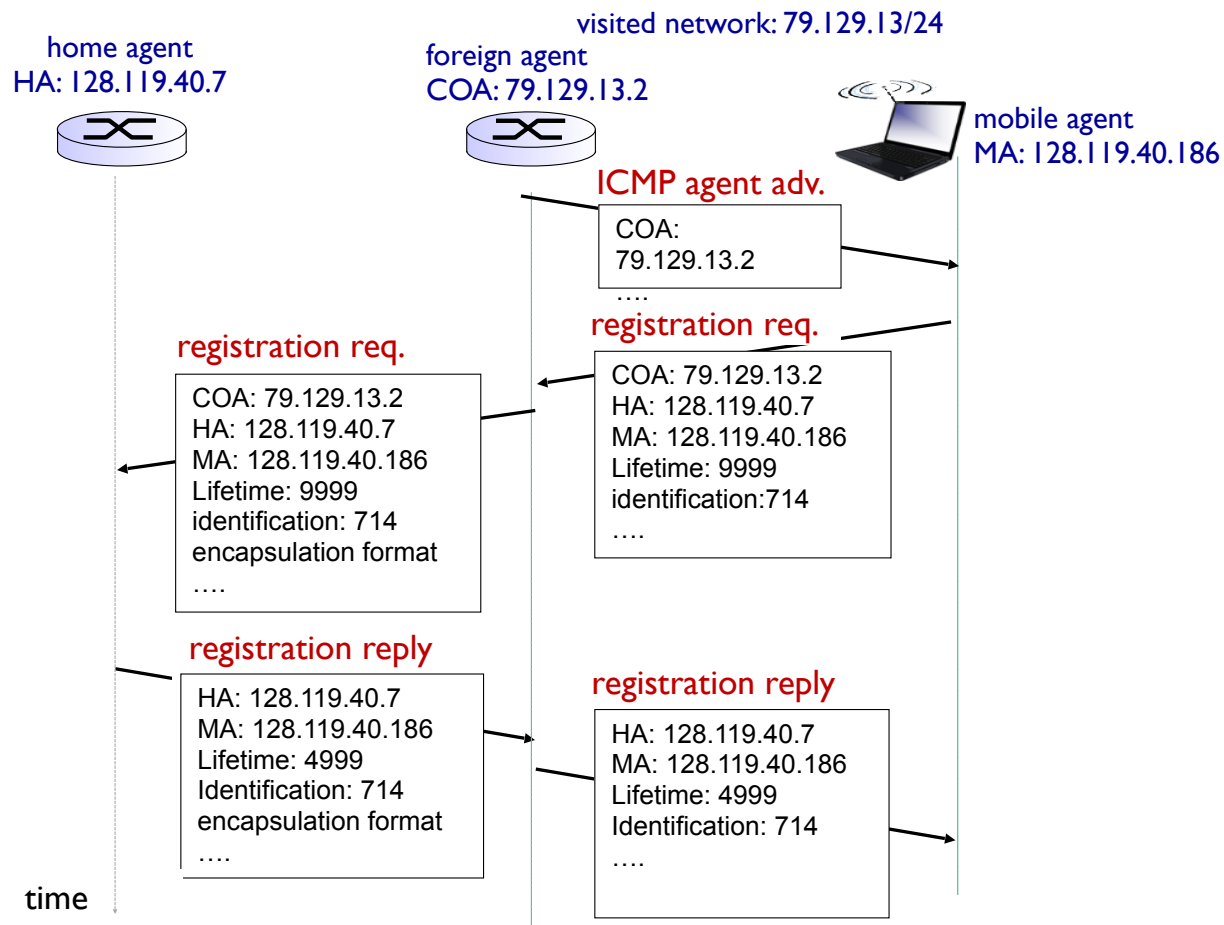 visited network: 79.129.13/24
home agent
HA: 128.119.40.7
foreign agent
COA: 79.129.13.2
mobile agent
MA: 128.119.40.186
ICMP agent adv.
COA:
79.129.13.2
….
registration req.
COA: 79.129.13.2
HA: 128.119.40.7
MA: 128.119.40.186
Lifetime: 9999
identification:714
….
registration req.
COA: 79.129.13.2
HA: 128.119.40.7
MA: 128.119.40.186
Lifetime: 9999
identification: 714
encapsulation format
….
registration reply
HA: 128.119.40.7
MA: 128.119.40.186
Lifetime: 4999
Identification: 714
encapsulation format
….
registration reply
HA: 128.119.40.7
MA: 128.119.40.186
Lifetime: 4999
Identification: 714
….
time